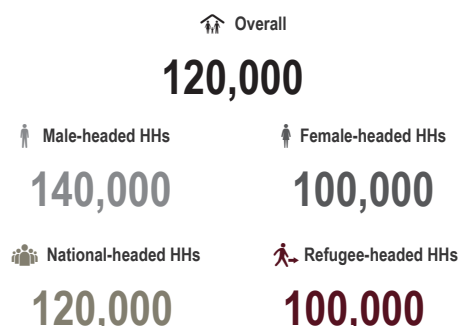 Overall
120,000
Male-headed HHs
Female-headed HHs
140,000
100,000
National-headed HHs
Refugee-headed HHs
120,000
100,000